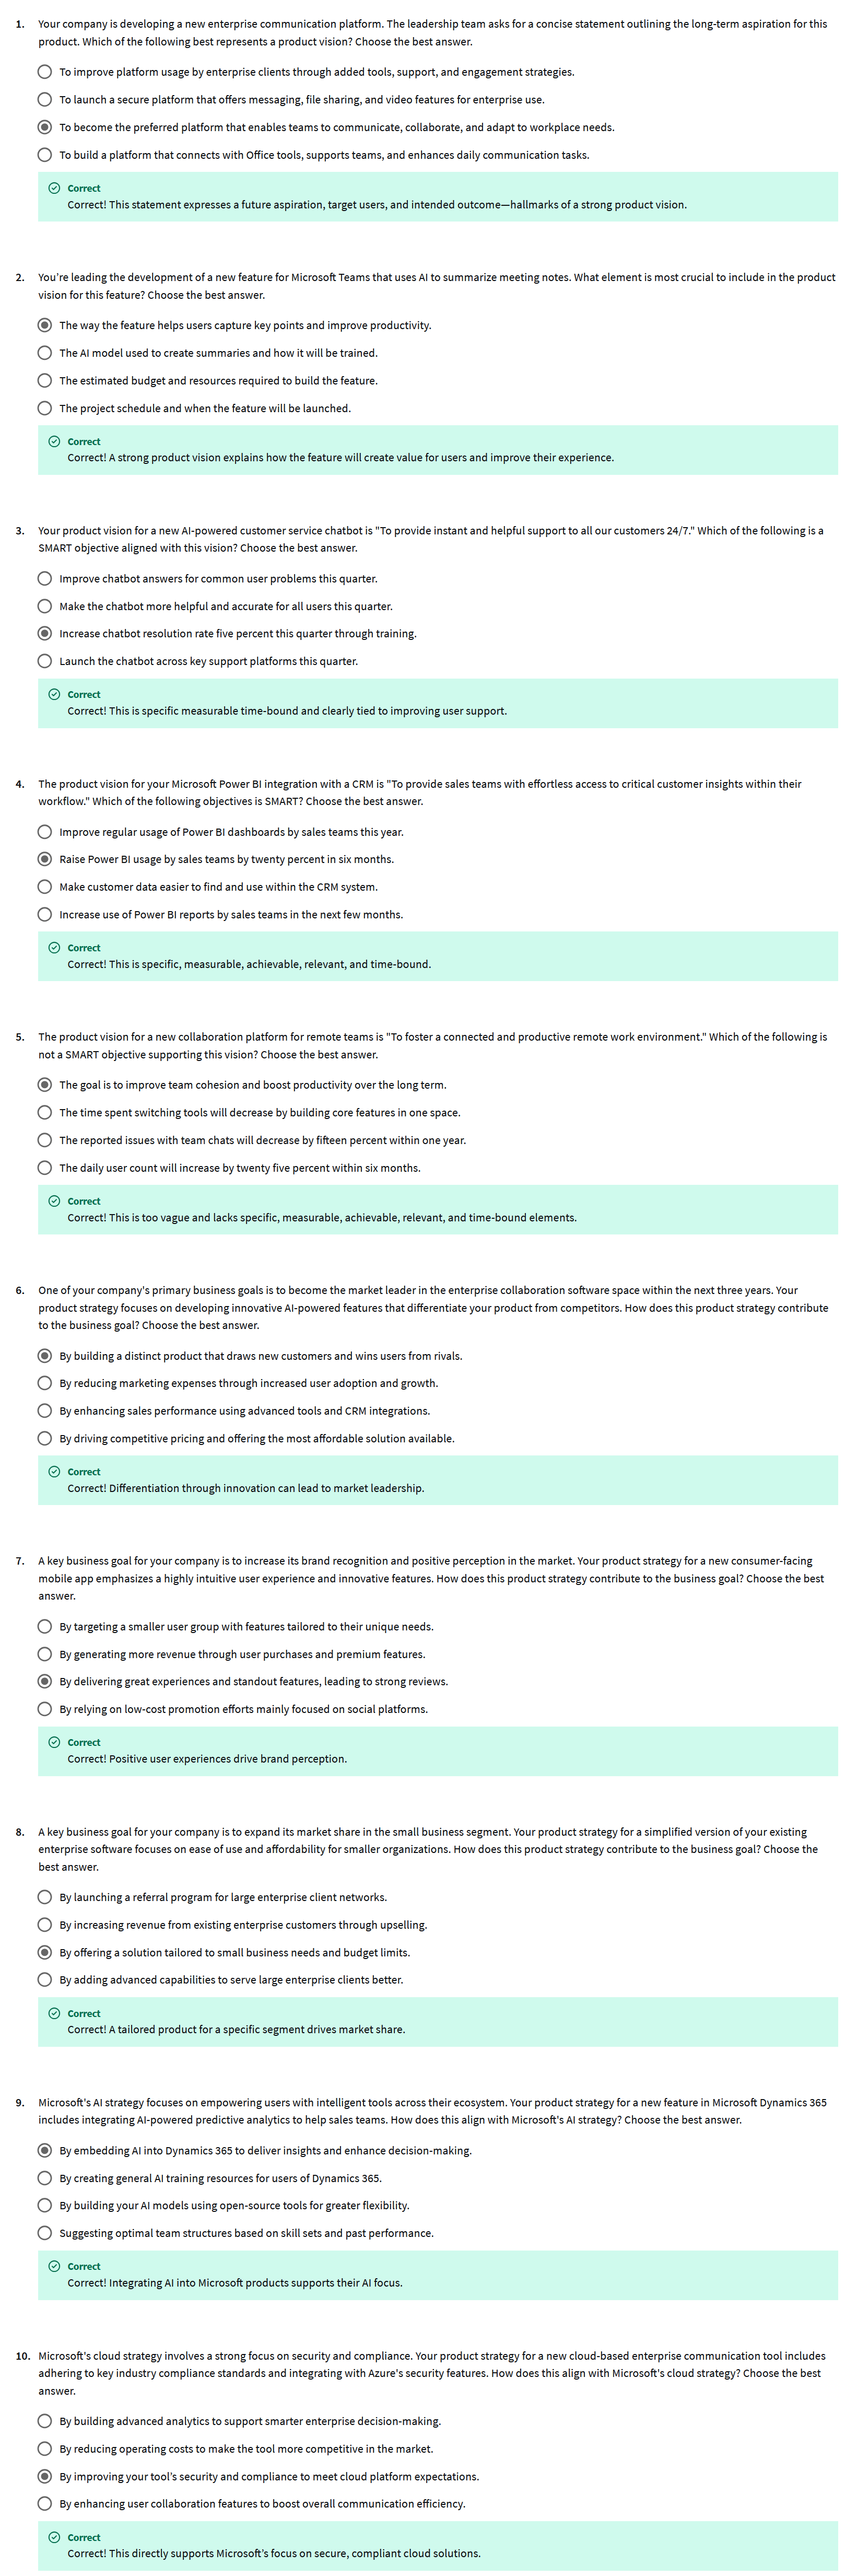 1. Your company is developing a new enterprise communication platform. The leadership team asks for a concise statement outlining the long-term aspiration for this
product. Which of the following best represents a product vision? Choose the best answer.
To improve platform usage by enterprise clients through added tools, support, and engagement strategies.
To launch a secure platform that offers messaging, file sharing, and video features for enterprise use.
To become the preferred platform that enables teams to communicate, collaborate, and adapt to workplace needs.
To build a platform that connects with Office tools, supports teams, and enhances daily communication tasks.
Correct
Correct! This statement expresses a future aspiration, target users, and intended outcome—hallmarks of a strong product vision.
2. You're leading the development of a new feature for Microsoft Teams that uses AI to summarize meeting notes. What element is most crucial to include in the product
vision for this feature? Choose the best answer.
The way the feature helps users capture key points and improve productivity.
The AI model used to create summaries and how it will be trained.
The estimated budget and resources required to build the feature.
The project schedule and when the feature will be launched.
Correct
Correct! A strong product vision explains how the feature will create value for users and improve their experience.
3. Your product vision for a new AI-powered customer service chatbot is "To provide instant and helpful support to all our customers 24/7." Which of the following is a
SMART objective aligned with this vision? Choose the best answer.
Improve chatbot answers for common user problems this quarter.
Make the chatbot more helpful and accurate for all users this quarter.
Increase chatbot resolution rate five percent this quarter through training.
Launch the chatbot across key support platforms this quarter.
Correct
Correct! This is specific measurable time-bound and clearly tied to improving user support.
4. The product vision for your Microsoft Power BI integration with a CRM is "To provide sales teams with effortless access to critical customer insights within their
workflow." Which of the following objectives is SMART? Choose the best answer.
Improve regular usage of Power BI dashboards by sales teams this year.
Raise Power BI usage by sales teams by twenty percent in six months.
Make customer data easier to find and use within the CRM system.
Increase use of Power BI reports by sales teams in the next few months.
Correct
Correct! This is specific, measurable, achievable, relevant, and time-bound.
5. The product vision for a new collaboration platform for remote teams is "To foster a connected and productive remote work environment." Which of the following is
not a SMART objective supporting this vision? Choose the best answer.
The goal is to improve team cohesion and boost productivity over the long term.
The time spent switching tools will decrease by building core features in one space.
The reported issues with team chats will decrease by fifteen percent within one year.
The daily user count will increase by twenty five percent within six months.
Correct
Correct! This is too vague and lacks specific, measurable, achievable, relevant, and time-bound elements.
6. One of your company's primary business goals is to become the market leader in the enterprise collaboration software space within the next three years. Your
product strategy focuses on developing innovative AI-powered features that differentiate your product from competitors. How does this product strategy contribute
to the business goal? Choose the best answer.
By building a distinct product that draws new customers and wins users from rivals.
By reducing marketing expenses through increased user adoption and growth.
By enhancing sales performance using advanced tools and CRM integrations.
By driving competitive pricing and offering the most affordable solution available.
Correct
Correct! Differentiation through innovation can lead to market leadership.
7. A key business goal for your company is to increase its brand recognition and positive perception in the market. Your product strategy for a new consumer-facing
mobile app emphasizes a highly intuitive user experience and innovative features. How does this product strategy contribute to the business goal? Choose the best
answer.
By targeting a smaller user group with features tailored to their unique needs.
By generating more revenue through user purchases and premium features.
By delivering great experiences and standout features, leading to strong reviews.
By relying on low-cost promotion efforts mainly focused on social platforms.
Correct
Correct! Positive user experiences drive brand perception.
8. A key business goal for your company is to expand its market share in the small business segment. Your product strategy for a simplified version of your existing
enterprise software focuses on ease of use and affordability for smaller organizations. How does this product strategy contribute to the business goal? Choose the
best answer.
By launching a referral program for large enterprise client networks.
By increasing revenue from existing enterprise customers through upselling.
By offering a solution tailored to small business needs and budget limits.
By adding advanced capabilities to serve large enterprise clients better.
Correct
Correct! A tailored product for a specific segment drives market share.
9. Microsoft's AI strategy focuses on empowering users with intelligent tools across their ecosystem. Your product strategy for a new feature in Microsoft Dynamics 365
includes integrating AI-powered predictive analytics to help sales teams. How does this align with Microsoft's AI strategy? Choose the best answer.
By embedding AI into Dynamics 365 to deliver insights and enhance decision-making.
By creating general AI training resources for users of Dynamics 365.
By building your AI models using open-source tools for greater flexibility.
Suggesting optimal team structures based on skill sets and past performance.
Correct
Correct! Integrating AI into Microsoft products supports their AI focus.
10. Microsoft's cloud strategy involves a strong focus on security and compliance. Your product strategy for a new cloud-based enterprise communication tool includes
adhering to key industry compliance standards and integrating with Azure's security features. How does this align with Microsoft's cloud strategy? Choose the best
answer.
By building advanced analytics to support smarter enterprise decision-making.
By reducing operating costs to make the tool more competitive in the market.
By improving your tool's security and compliance to meet cloud platform expectations.
By enhancing user collaboration features to boost overall communication efficiency.
Correct
Correct! This directly supports Microsoft's focus on secure, compliant cloud solutions.